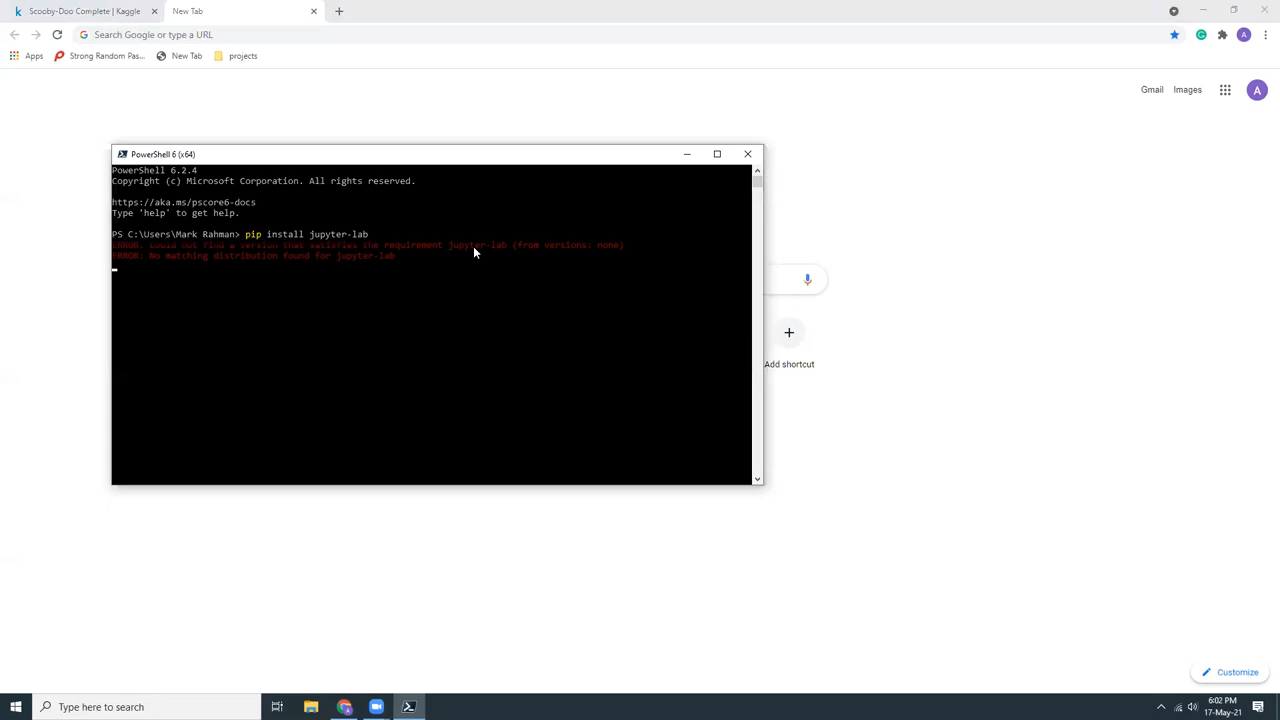 Scooby-Doo Complete | Kaggle
New Tab
Search Google or type a URL
A
Apps
Strong Random Pas...
New Tab
projects
Gmail
Images
A
PowerShell 6 (x64)
PowerShell 6.2.4
Copyright (c) Microsoft Corporation. All rights reserved.
https://aka.ms/pscore6-docs
Type 'help' to get help.
PS C:\Users\Mark Rahman> pip install jupyter-lab
ERROR: Could not find a version that satisfies the requirement jupyter-lab (from versions: none)
ERROR: No matching distribution found for jupyter-lab
Add shortcut
Customize
Type here to search
6:02 PM
17-May-21